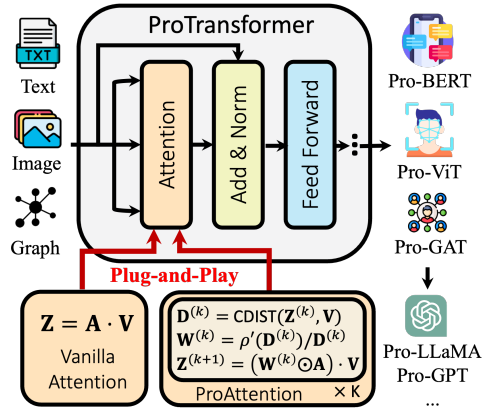 ProTransformer
TXT
Text
Image
Graph
Attention
Add & Norm
Feed Forward
Pro-BERT
Pro-ViT
Pro-GAT
Pro-LLaMA
Pro-GPT
...
Plug-and-Play
Z = A · V
Vanilla
Attention
D^(k) = CDIST(Z^(k), V)
W^(k) = ρ′(D^(k))/D^(k)
Z^(k+1) = (W^(k)⊙A) · V
ProAttention
× K